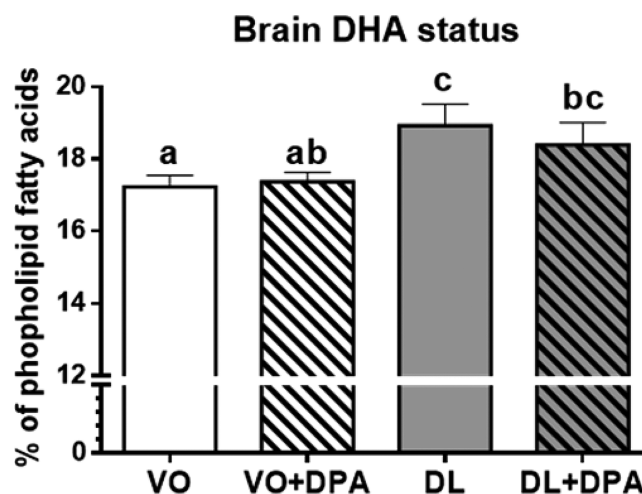 Brain DHA status
% of phopholipid fatty acids
20
18
16
14
12
0
a
ab
c
bc
VO
VO+DPA
DL
DL+DPA